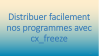 Distribuer facilement
nos programmes avec
cx_freeze